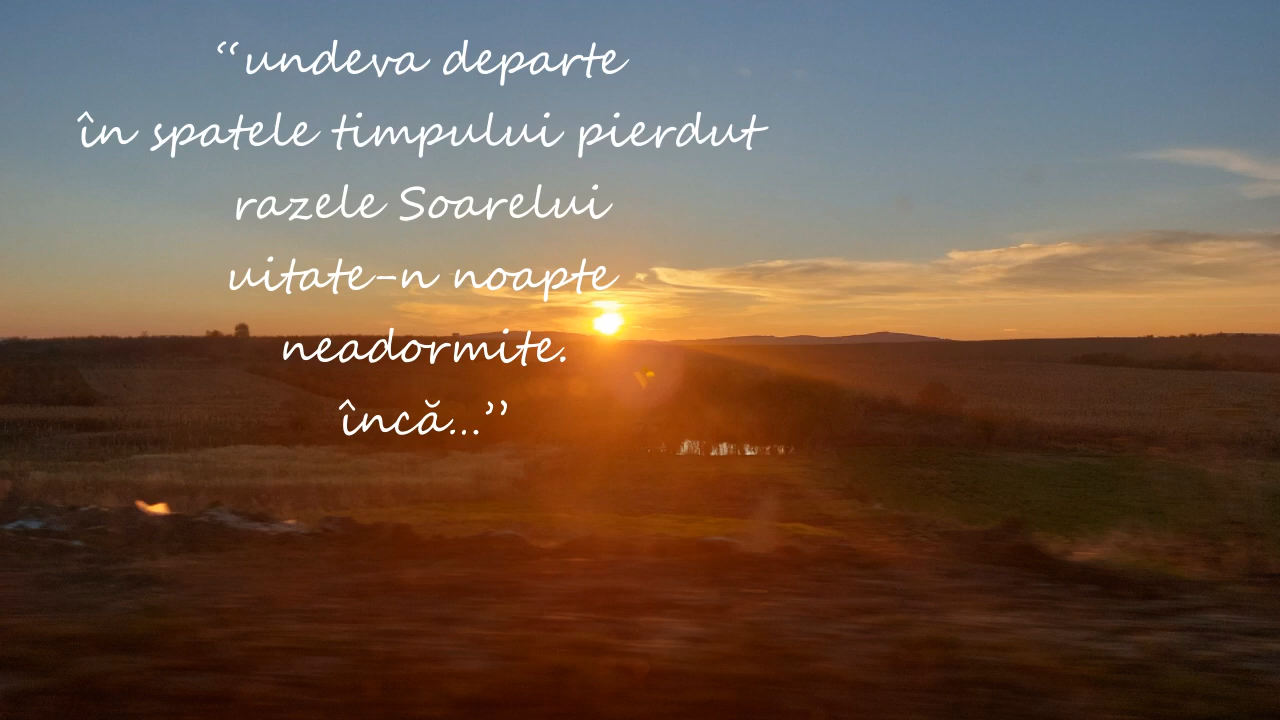 “undeva departe
în spatele timpului pierdut
razele Soarelui
uitate-n noapte
neadormite.
încă...”